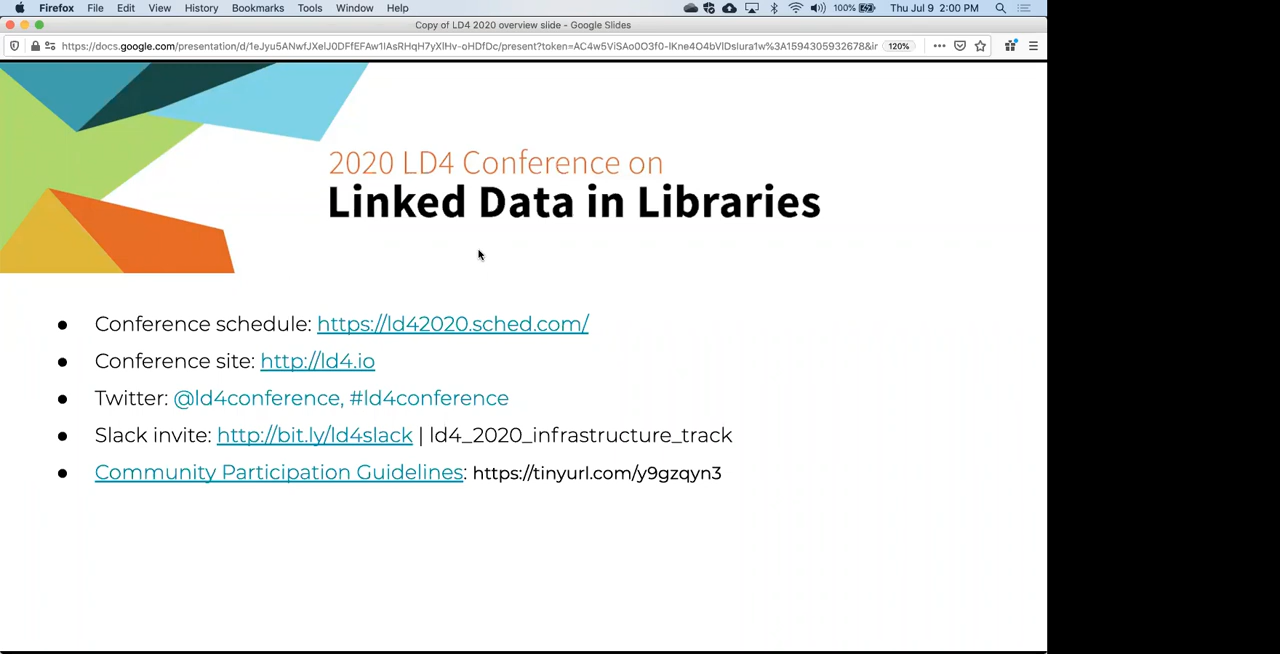 Firefox File Edit View History Bookmarks Tools Window Help 100% Thu Jul 9 2:00 PM
Copy of LD4 2020 overview slide - Google Slides
120%
2020 LD4 Conference on
Linked Data in Libraries
● Conference schedule: https://ld42020.sched.com/
● Conference site: http://ld4.io
● Twitter: @ld4conference, #ld4conference
● Slack invite: http://bit.ly/ld4slack | ld4_2020_infrastructure_track
● Community Participation Guidelines: https://tinyurl.com/y9gzqyn3